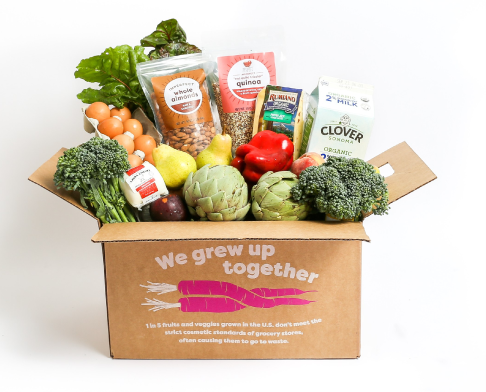 whole
almonds
quinoa
RUMIANO
2% MILK
CLOVER
SONOMA
ORGANIC
We grew up
together
1 in 5 fruits and veggies grown in the U.S. don't meet the
strict cosmetic standards of grocery stores,
often causing them to go to waste.